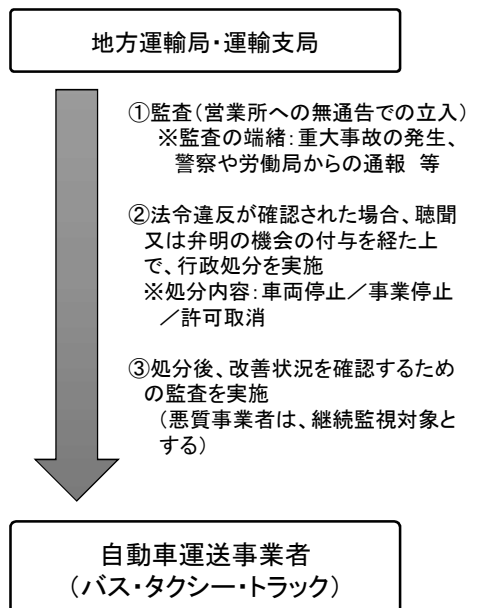 地方運輸局・運輸支局
①監査(営業所への無通告での立入)
※監査の端緒:重大事故の発生、
警察や労働局からの通報 等
②法令違反が確認された場合、聴聞
又は弁明の機会の付与を経た上
で、行政処分を実施
※処分内容:車両停止/事業停止
/許可取消
③処分後、改善状況を確認するため
の監査を実施
(悪質事業者は、継続監視対象と
する)
自動車運送事業者
(バス・タクシー・トラック)